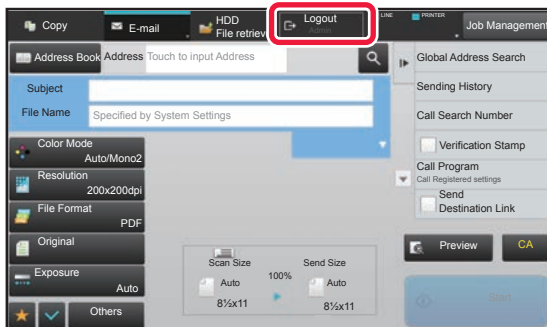 Copy
E-mail
HDD
File retriev
Logout
Admin
LINE
PRINTER
Job Management
Address Book
Address
Touch to input Address
Global Address Search
Subject
Sending History
File Name
Specified by System Settings
Call Search Number
Color Mode
Auto/Mono2
Verification Stamp
Resolution
200x200dpi
Call Program
Call Registered settings
File Format
PDF
Send
Destination Link
Original
Scan Size
Send Size
Preview
CA
Exposure
Auto
Auto
100%
Auto
8½x11
8½x11
Others
Start